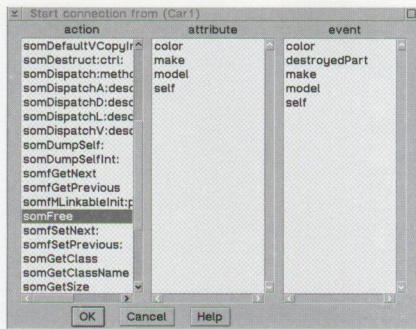 Start connection from (Car1)
action
attribute
event
somDefaultVCopyIn
somDestruct:ctrl:
somDispatch:metho
somDispatchA:desc
somDispatchD:desc
somDispatchL:desc
somDispatchV:desc
somDumpSelf:
somDumpSelfInt:
somfGetNext
somfGetPrevious
somfMLinkableInit:p
somFree
somfSetNext:
somfSetPrevious:
somGetClass
somGetClassName
somGetSize
color
make
model
self
color
destroyedPart
make
model
self
OK
Cancel
Help